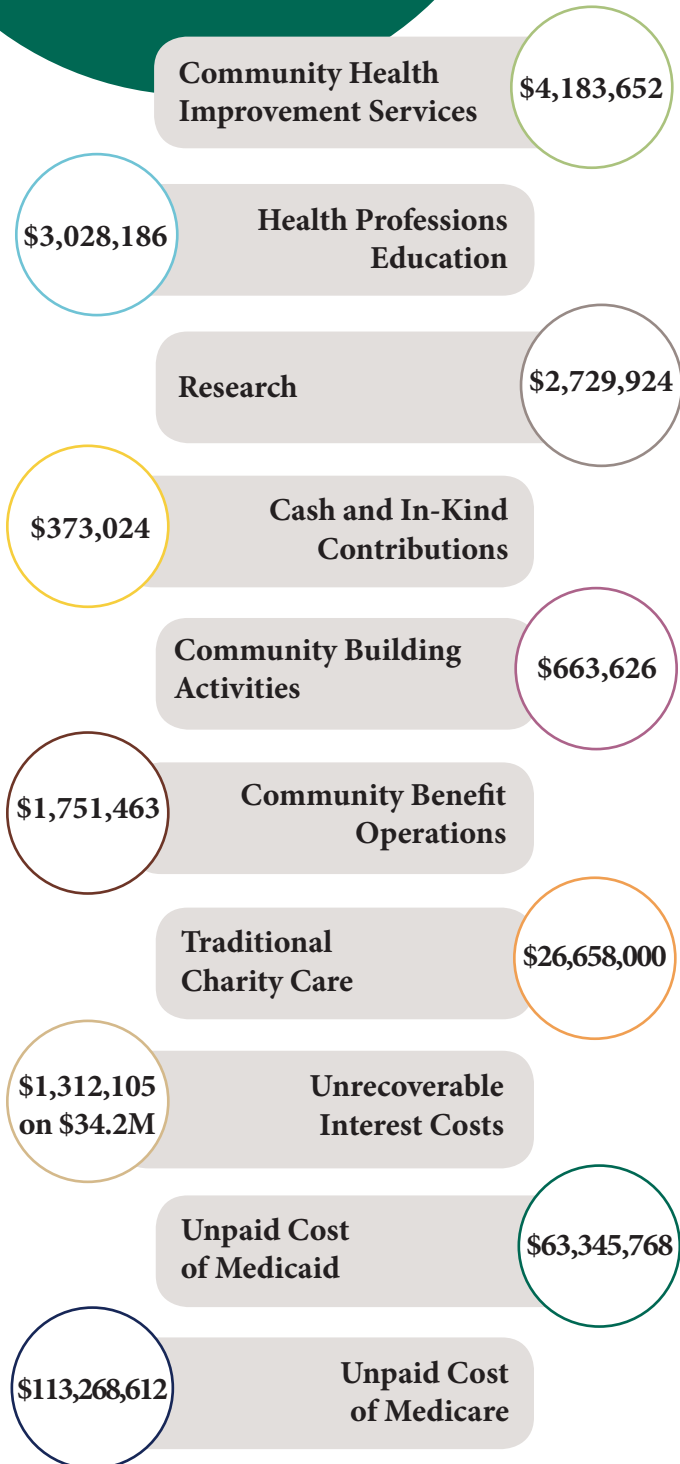 Community Health
Improvement Services
$4,183,652
$3,028,186
Health Professions
Education
Research
$2,729,924
$373,024
Cash and In-Kind
Contributions
Community Building
Activities
$663,626
$1,751,463
Community Benefit
Operations
Traditional
Charity Care
$26,658,000
$1,312,105
on $34.2M
Unrecoverable
Interest Costs
Unpaid Cost
of Medicaid
$63,345,768
$113,268,612
Unpaid Cost
of Medicare